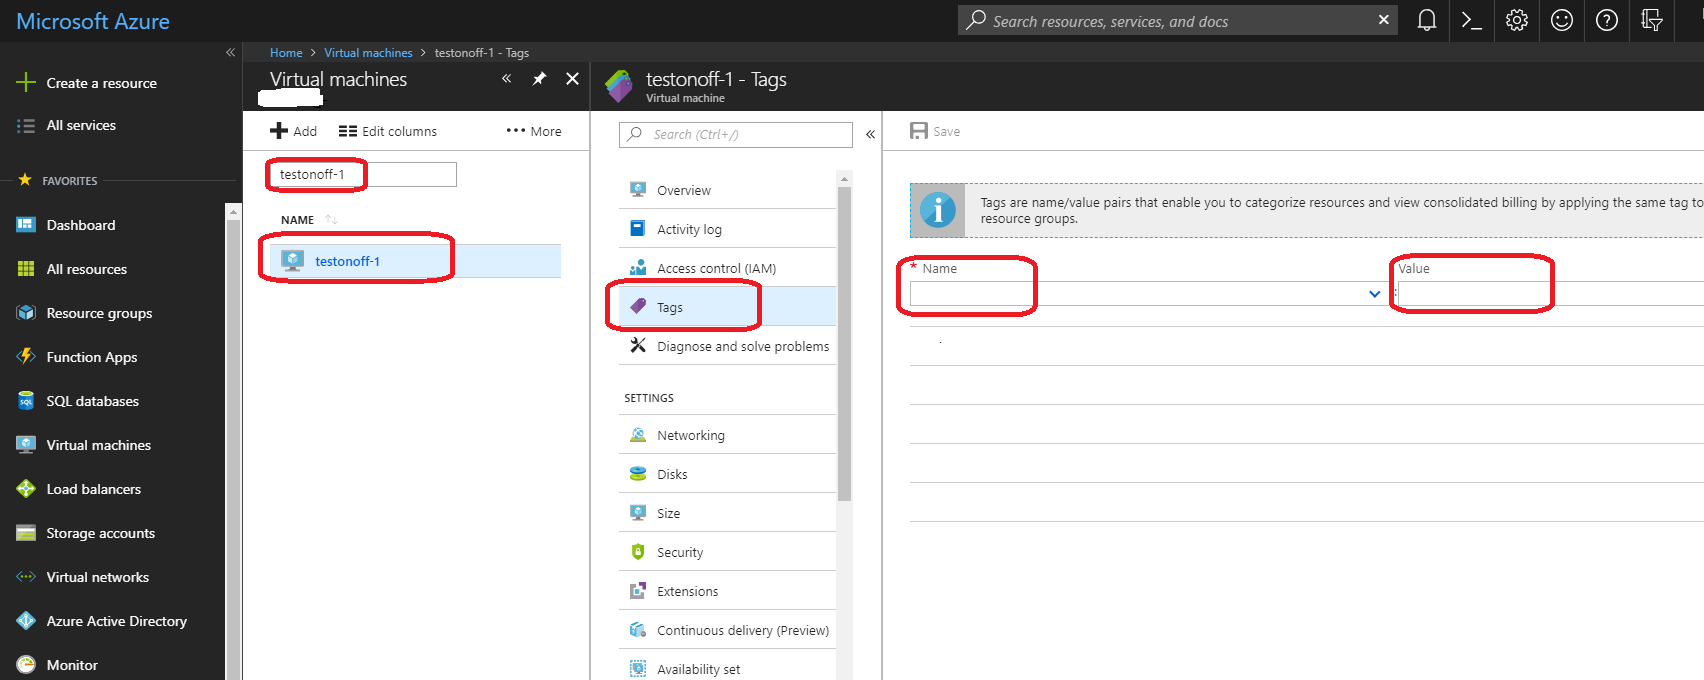 Microsoft Azure
Search resources, services, and docs
Create a resource
All services
FAVORITES
Dashboard
All resources
Resource groups
Function Apps
SQL databases
Virtual machines
Load balancers
Storage accounts
Virtual networks
Azure Active Directory
Monitor
Home > Virtual machines > testonoff-1 - Tags
Virtual machines
Add Edit columns ••• More
testonoff-1
NAME
testonoff-1
testonoff-1 - Tags
Virtual machine
Search (Ctrl+/)
Overview
Activity log
Access control (IAM)
Tags
Diagnose and solve problems
SETTINGS
Networking
Disks
Size
Security
Extensions
Continuous delivery (Preview)
Availability set
Save
Tags are name/value pairs that enable you to categorize resources and view consolidated billing by applying the same tag to
resource groups.
* Name
Value
: